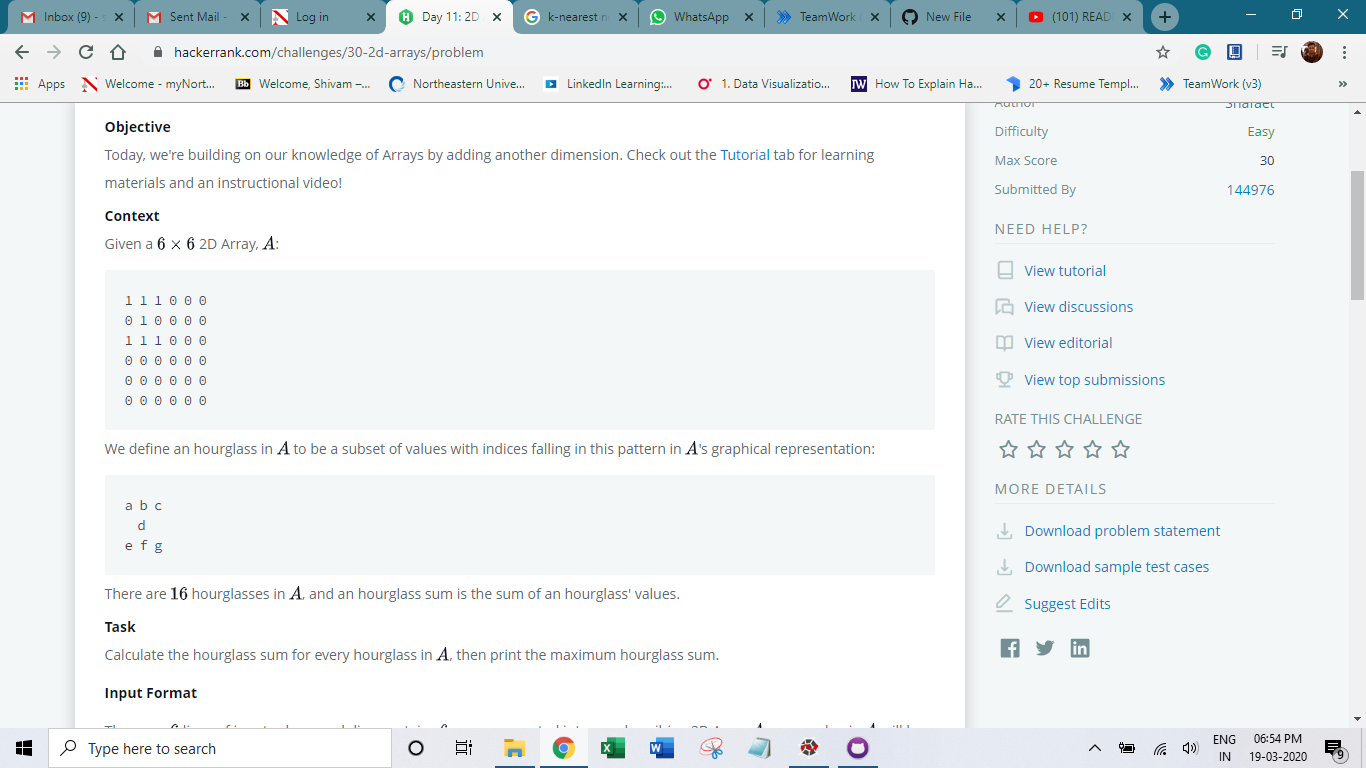 Inbox (9) - s
Sent Mail -
Log in
Day 11: 2D
k-nearest n
WhatsApp
TeamWork
New File
(101) READ
hackerrank.com/challenges/30-2d-arrays/problem
Apps
Welcome - myNort...
Bb
Welcome, Shivam –...
Northeastern Unive...
LinkedIn Learning:...
1. Data Visualizatio...
How To Explain Ha...
20+ Resume Templ...
TeamWork (v3)
»
Objective
Today, we're building on our knowledge of Arrays by adding another dimension. Check out the Tutorial tab for learning
materials and an instructional video!
Context
Given a 6 × 6 2D Array, A:
1 1 1 0 0 0
0 1 0 0 0 0
1 1 1 0 0 0
0 0 0 0 0 0
0 0 0 0 0 0
0 0 0 0 0 0
We define an hourglass in A to be a subset of values with indices falling in this pattern in A's graphical representation:
a b c
d
e f g
There are 16 hourglasses in A, and an hourglass sum is the sum of an hourglass' values.
Task
Calculate the hourglass sum for every hourglass in A, then print the maximum hourglass sum.
Input Format
Author Shafaet
Difficulty Easy
Max Score 30
Submitted By 144976
NEED HELP?
View tutorial
View discussions
View editorial
View top submissions
RATE THIS CHALLENGE
MORE DETAILS
Download problem statement
Download sample test cases
Suggest Edits
Type here to search
ENG
IN
06:54 PM
19-03-2020
9